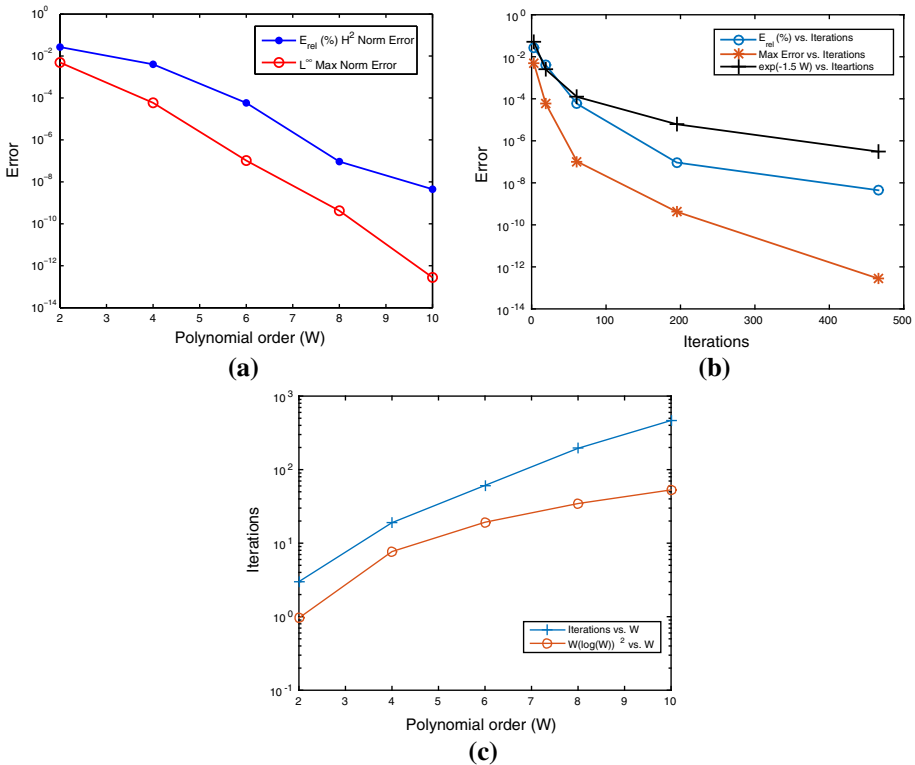 10^0
10^-2
10^-4
10^-6
10^-8
10^-10
10^-12
10^-14
Error
2 3 4 5 6 7 8 9 10
Polynomial order (W)
E_rel (%) H^2 Norm Error
L^∞ Max Norm Error
(a)
10^0
10^-2
10^-4
10^-6
10^-8
10^-10
10^-12
10^-14
Error
0 100 200 300 400 500
Iterations
E_rel (%) vs. Iterations
Max Error vs. Iterations
exp(-1.5 W) vs. Iteartions
(b)
10^3
10^2
10^1
10^0
10^-1
Iterations
2 3 4 5 6 7 8 9 10
Polynomial order (W)
Iterations vs. W
W(log(W))^2 vs. W
(c)